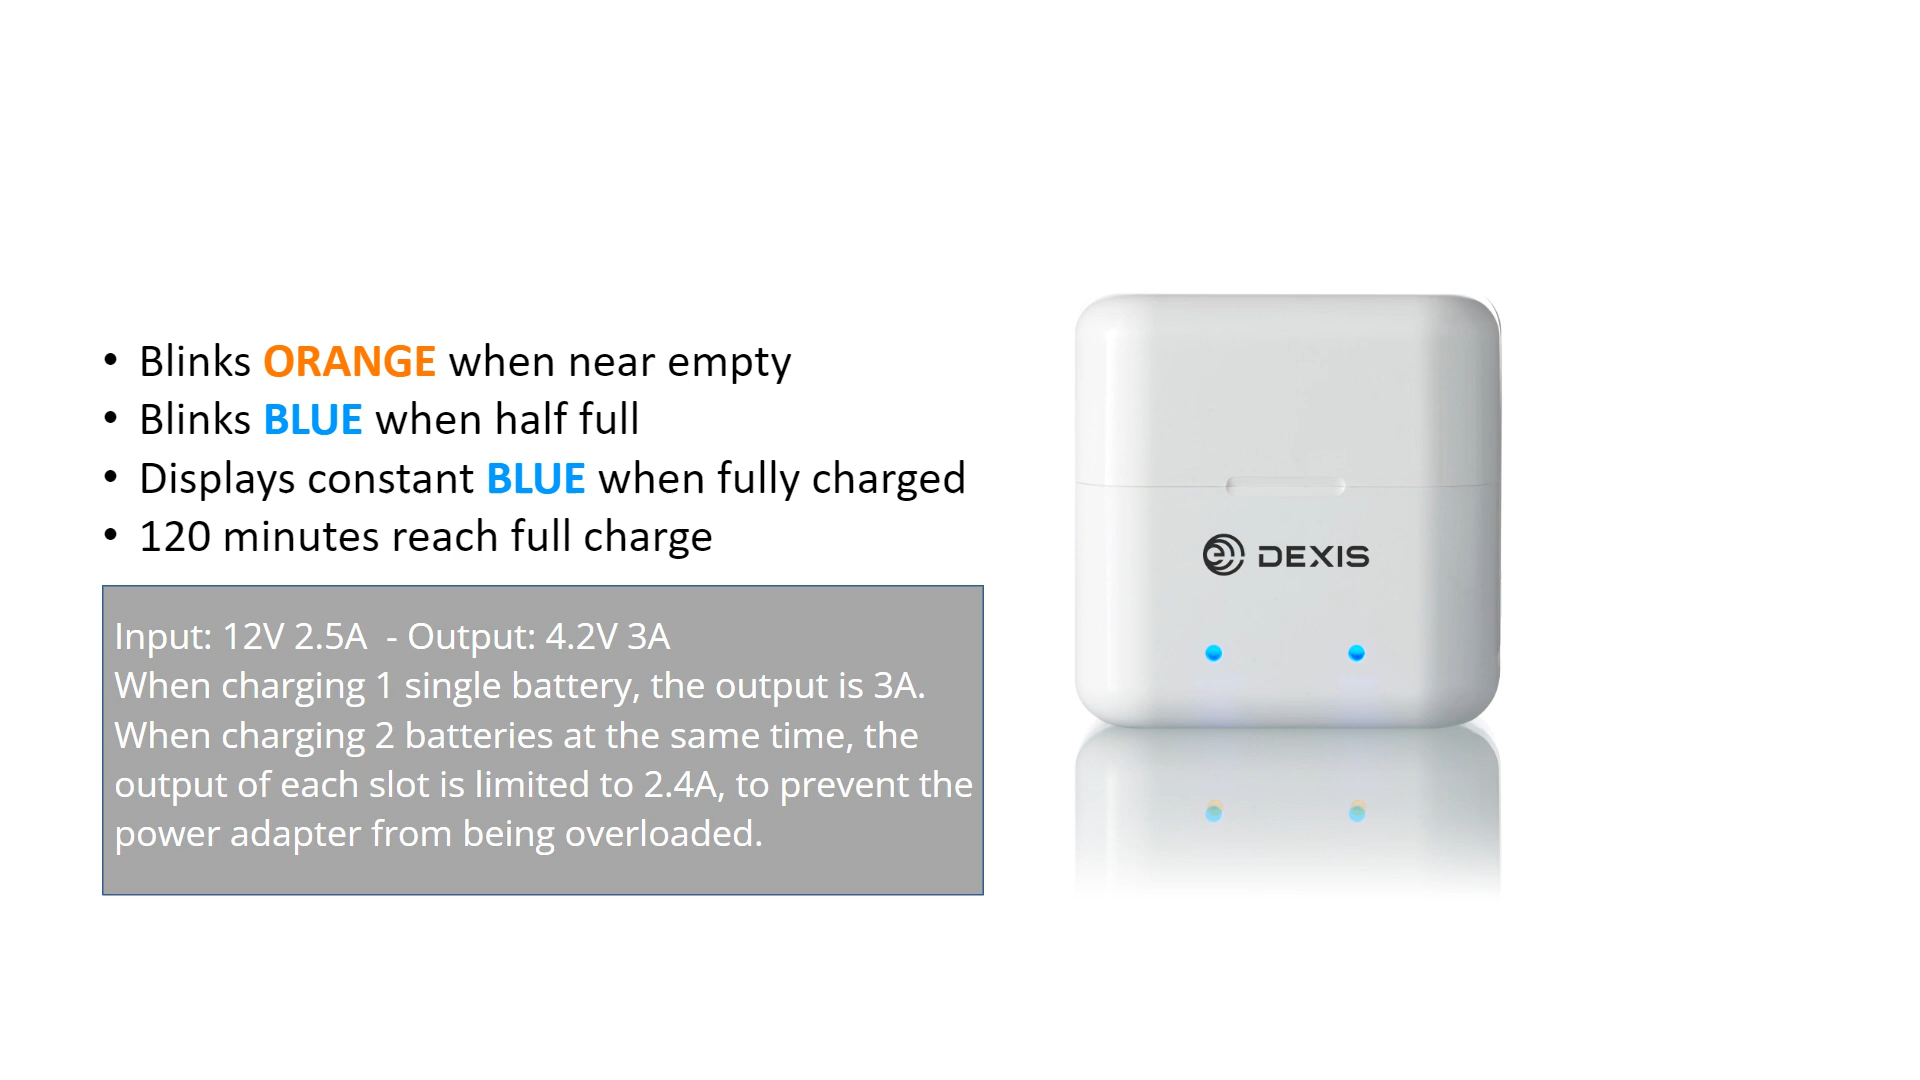 • Blinks ORANGE when near empty
• Blinks BLUE when half full
• Displays constant BLUE when fully charged
• 120 minutes reach full charge
Input: 12V 2.5A  - Output: 4.2V 3A
When charging 1 single battery, the output is 3A.
When charging 2 batteries at the same time, the
output of each slot is limited to 2.4A, to prevent the
power adapter from being overloaded.
DEXIS